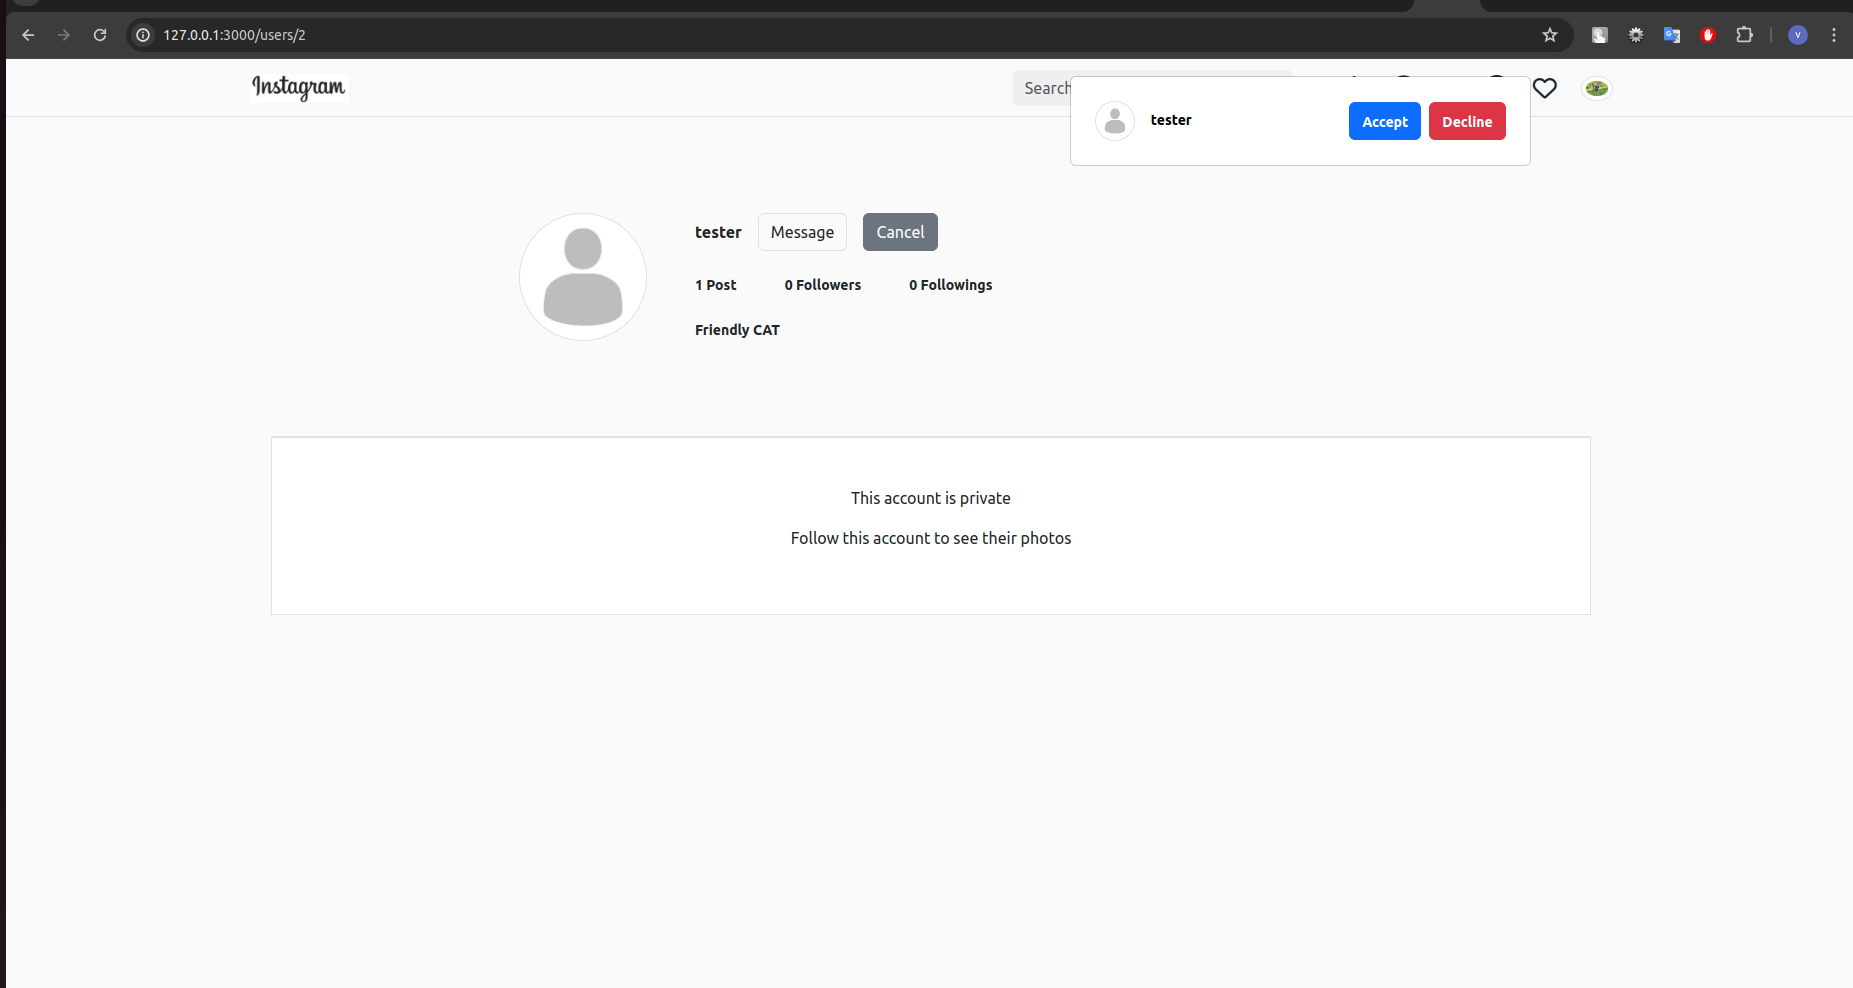 127.0.0.1:3000/users/2
V
Instagram
Search
tester
Accept
Decline
tester
Message
Cancel
1 Post
0 Followers
0 Followings
Friendly CAT
This account is private
Follow this account to see their photos